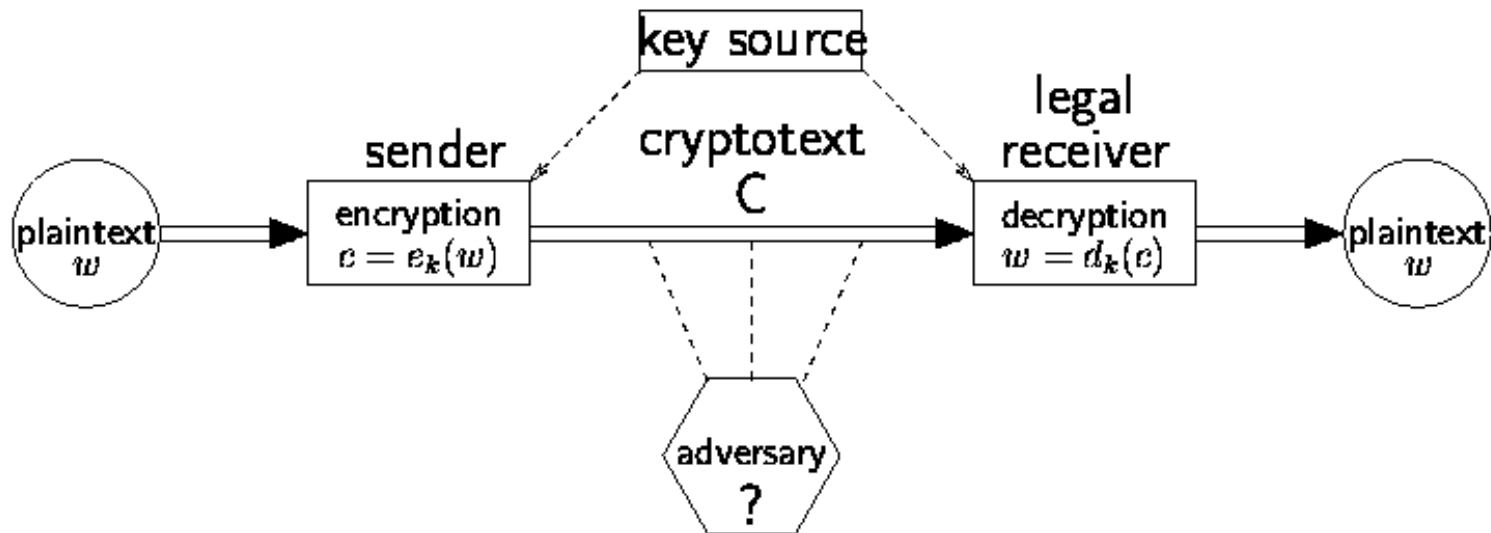 key source
legal
sender
cryptotext
receiver
C
plaintext
w
encryption
c = e_k(w)
decryption
w = d_k(c)
plaintext
w
adversary
?